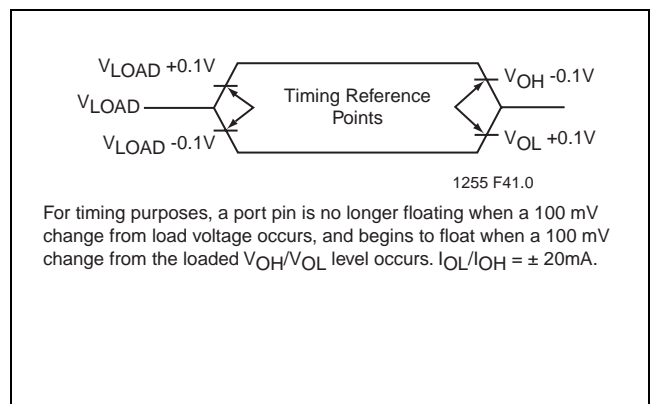 VLOAD +0.1V
VLOAD
VLOAD -0.1V
Timing Reference
Points
VOH -0.1V
VOL +0.1V
1255 F41.0
For timing purposes, a port pin is no longer floating when a 100 mV
change from load voltage occurs, and begins to float when a 100 mV
change from the loaded VOH/VOL level occurs. IOL/IOH = ± 20mA.